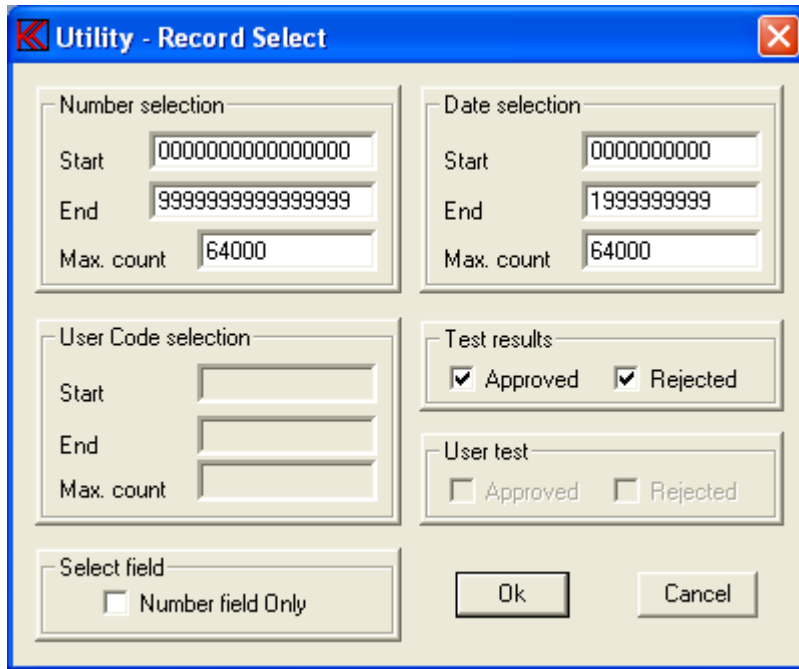 Utility - Record Select
Number selection
Start 0000000000000000
End 9999999999999999
Max. count 64000
Date selection
Start 0000000000
End 1999999999
Max. count 64000
User Code selection
Start
End
Max. count
Test results
Approved Rejected
User test
Approved Rejected
Select field
Number field Only
Ok Cancel